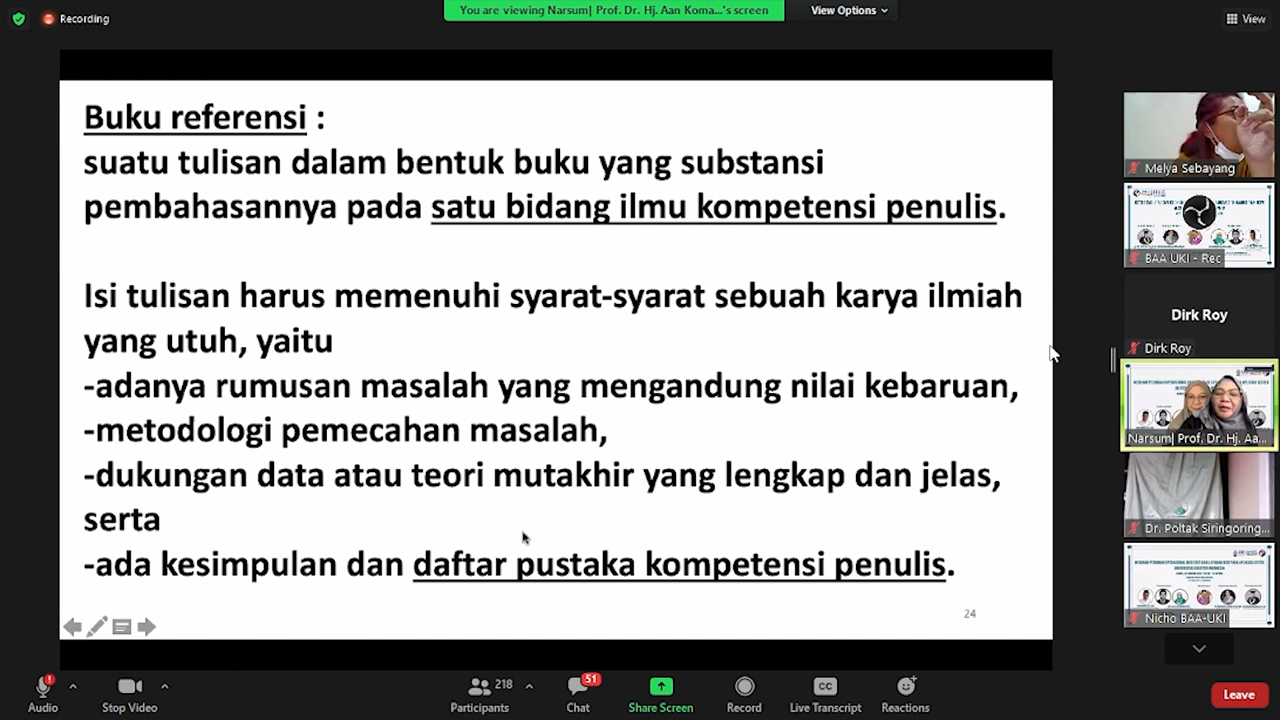 Recording
You are viewing Narsum| Prof. Dr. Hj. Aan Koma...'s screen
View Options
View
Buku referensi :
suatu tulisan dalam bentuk buku yang substansi
pembahasannya pada satu bidang ilmu kompetensi penulis.
Isi tulisan harus memenuhi syarat-syarat sebuah karya ilmiah
yang utuh, yaitu
-adanya rumusan masalah yang mengandung nilai kebaruan,
-metodologi pemecahan masalah,
-dukungan data atau teori mutakhir yang lengkap dan jelas,
serta
-ada kesimpulan dan daftar pustaka kompetensi penulis.
24
Melya Sebayang
BAA UKI - Rec
Dirk Roy
Dirk Roy
Narsum| Prof. Dr. Hj. Aa...
Dr. Poltak Siringoring...
Nicho BAA-UKI
Audio
Stop Video
218
Participants
51
Chat
Share Screen
Record
CC
Live Transcript
Reactions
Leave